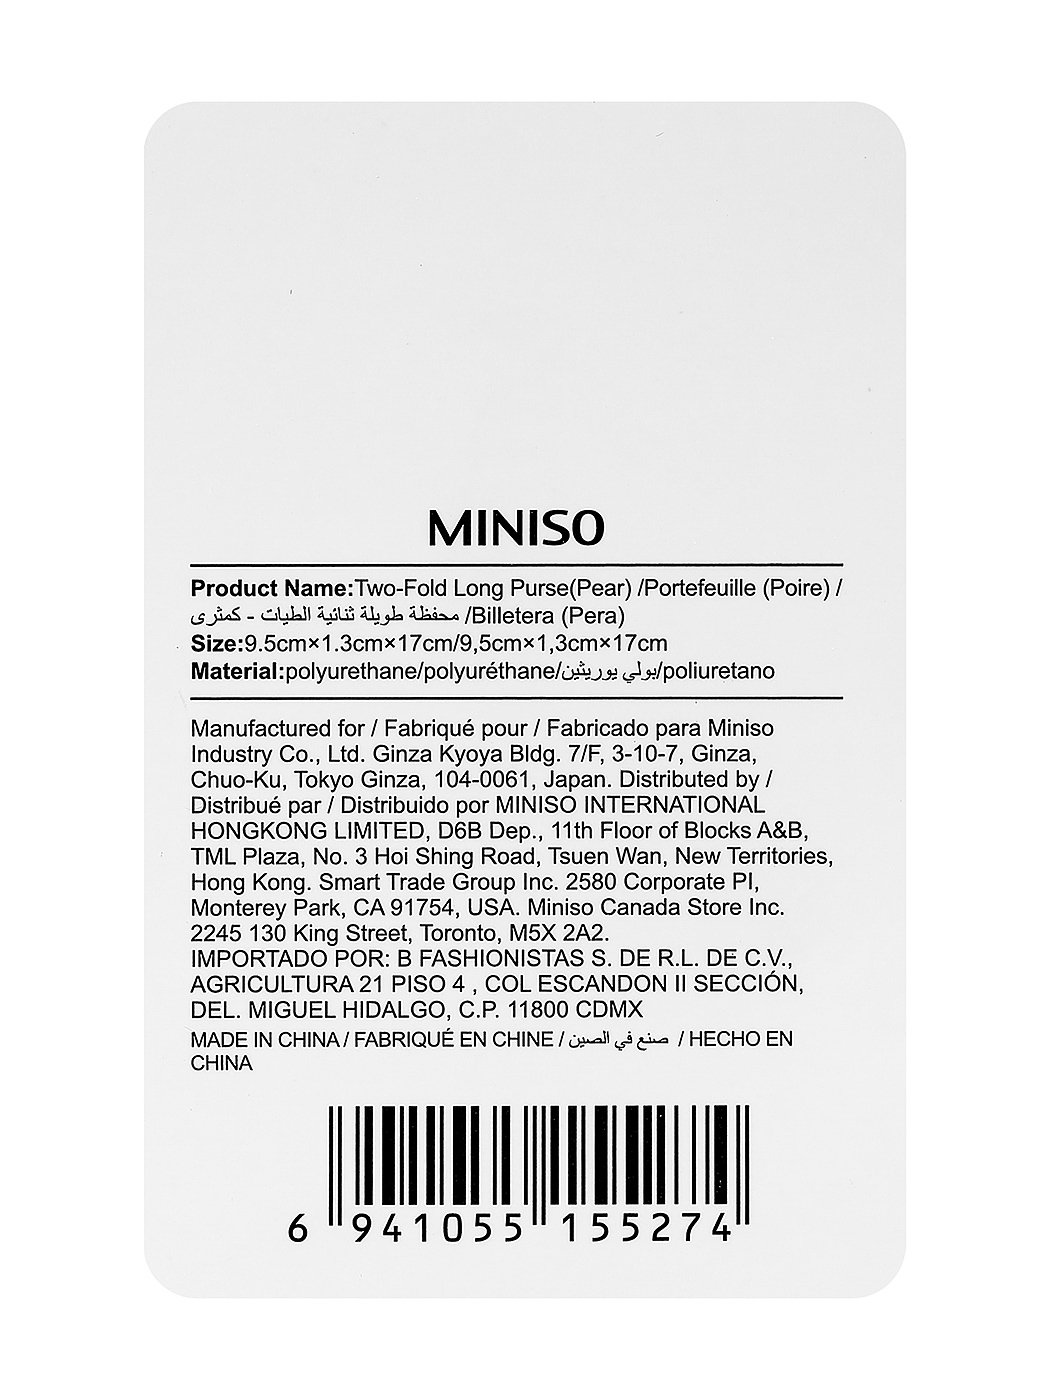 MINISO
Product Name:Two-Fold Long Purse(Pear) /Portefeuille (Poire) /
محفظة طويلة ثنائية الطيات - كمثرى /Billetera (Pera)
Size:9.5cm×1.3cm×17cm/9,5cm×1,3cm×17cm
Material:polyurethane/polyuréthane/بولي يوريثين/poliuretano
Manufactured for / Fabriqué pour / Fabricado para Miniso
Industry Co., Ltd. Ginza Kyoya Bldg. 7/F, 3-10-7, Ginza,
Chuo-Ku, Tokyo Ginza, 104-0061, Japan. Distributed by /
Distribué par / Distribuido por MINISO INTERNATIONAL
HONGKONG LIMITED, D6B Dep., 11th Floor of Blocks A&B,
TML Plaza, No. 3 Hoi Shing Road, Tsuen Wan, New Territories,
Hong Kong. Smart Trade Group Inc. 2580 Corporate Pl,
Monterey Park, CA 91754, USA. Miniso Canada Store Inc.
2245 130 King Street, Toronto, M5X 2A2.
IMPORTADO POR: B FASHIONISTAS S. DE R.L. DE C.V.,
AGRICULTURA 21 PISO 4 , COL ESCANDON II SECCIÓN,
DEL. MIGUEL HIDALGO, C.P. 11800 CDMX
MADE IN CHINA / FABRIQUÉ EN CHINE / صنع في الصين / HECHO EN
CHINA
6 941055 155274